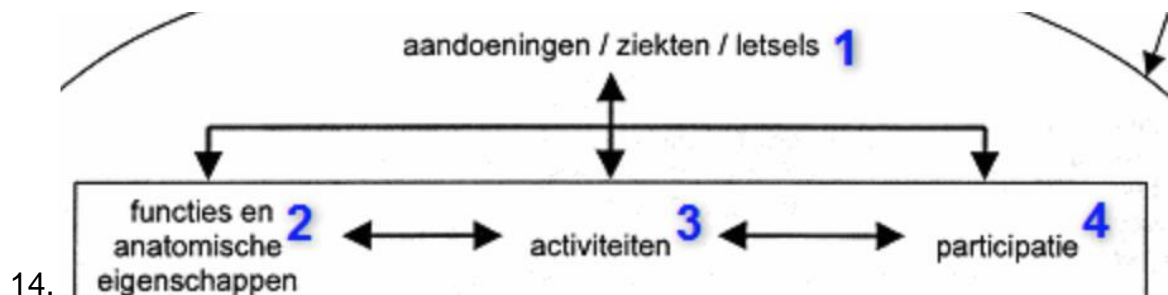 aandoeningen / ziekten / letsels 1
functies en anatomische eigenschappen 2
activiteiten 3
participatie 4
14.